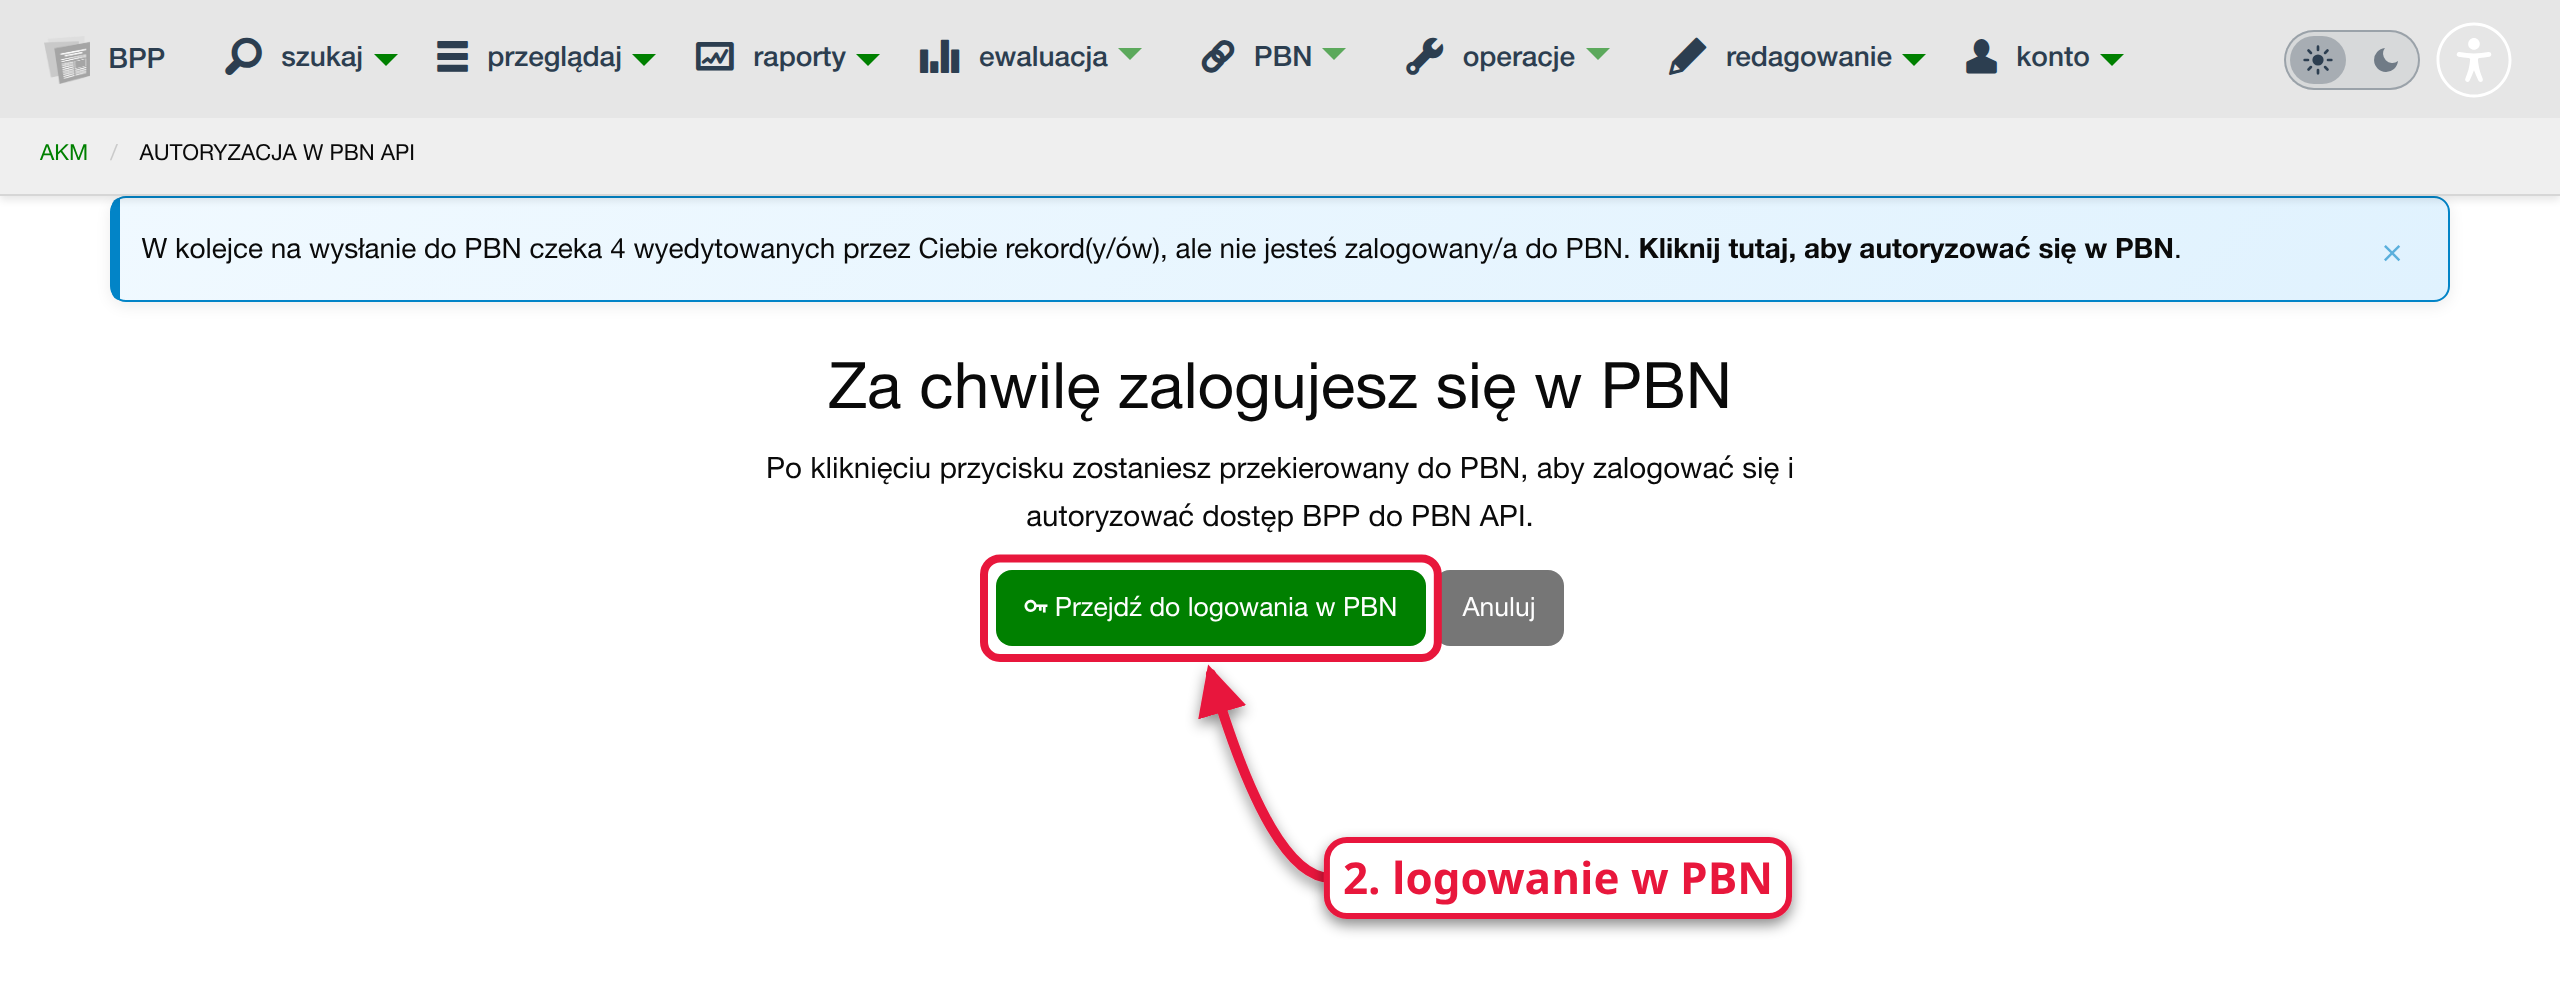 BPP szukaj przeglądaj raporty ewaluacja PBN operacje redagowanie konto
AKM / AUTORYZACJA W PBN API
W kolejce na wysłanie do PBN czeka 4 wyedytowanych przez Ciebie rekord(y/ów), ale nie jesteś zalogowany/a do PBN. Kliknij tutaj, aby autoryzować się w PBN. ×
Za chwilę zalogujesz się w PBN
Po kliknięciu przycisku zostaniesz przekierowany do PBN, aby zalogować się i
autoryzować dostęp BPP do PBN API.
Przejdź do logowania w PBN Anuluj
2. logowanie w PBN